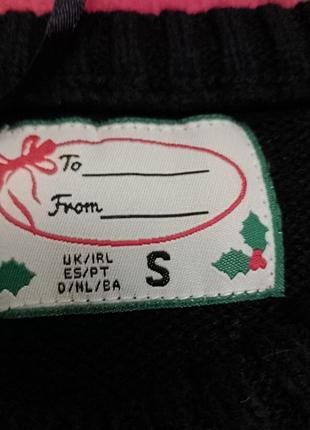 To
From
UK/IRL
ES/PT
D/NL/BA
S